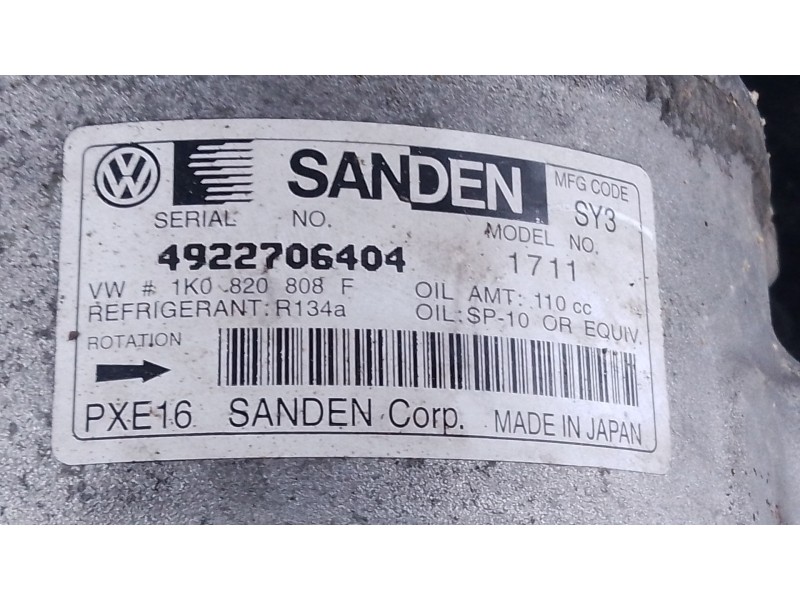 VW SANDEN MFG CODE
SERIAL NO. MODEL NO. SY3
4922706404 1711
VW # 1K0 820 808 F OIL AMT: 110 cc
REFRIGERANT: R134a OIL: SP-10 OR EQUIV.
ROTATION
PXE16 SANDEN Corp. MADE IN JAPAN